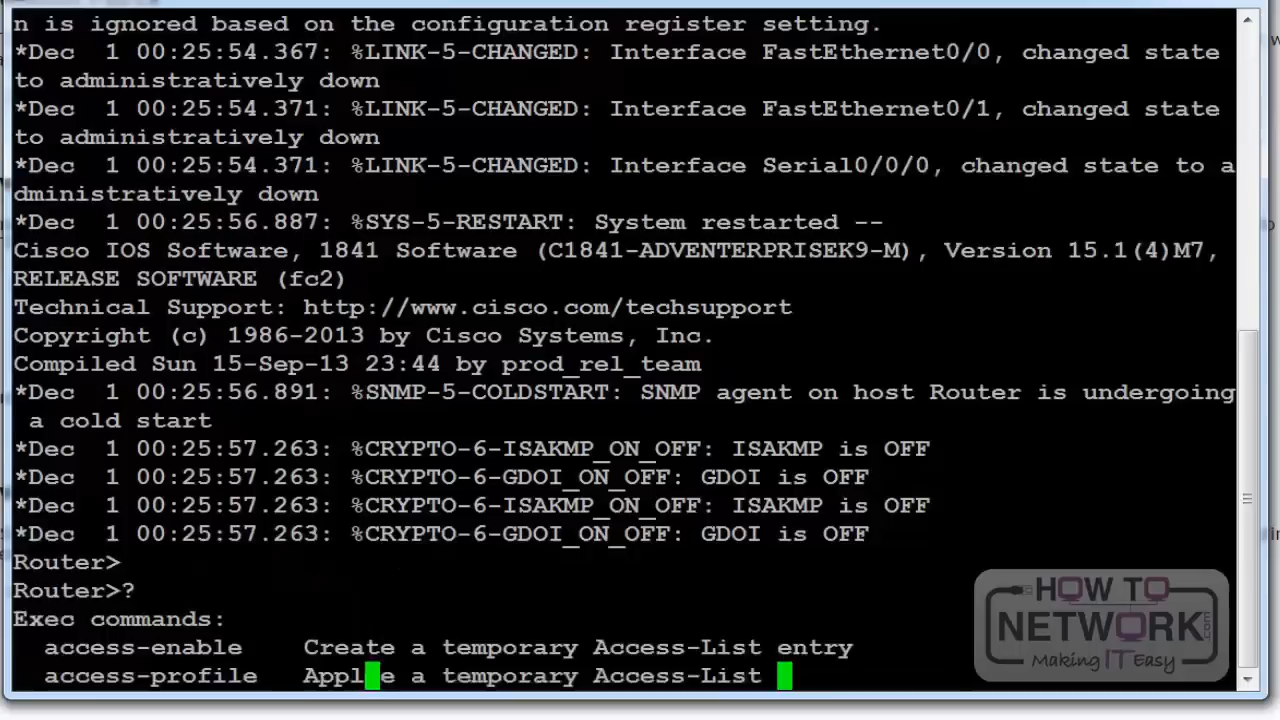 n is ignored based on the configuration register setting.
*Dec  1 00:25:54.367: %LINK-5-CHANGED: Interface FastEthernet0/0, changed state
to administratively down
*Dec  1 00:25:54.371: %LINK-5-CHANGED: Interface FastEthernet0/1, changed state
to administratively down
*Dec  1 00:25:54.371: %LINK-5-CHANGED: Interface Serial0/0/0, changed state to a
dministratively down
*Dec  1 00:25:56.887: %SYS-5-RESTART: System restarted --
Cisco IOS Software, 1841 Software (C1841-ADVENTERPRISEK9-M), Version 15.1(4)M7,
RELEASE SOFTWARE (fc2)
Technical Support: http://www.cisco.com/techsupport
Copyright (c) 1986-2013 by Cisco Systems, Inc.
Compiled Sun 15-Sep-13 23:44 by prod_rel_team
*Dec  1 00:25:56.891: %SNMP-5-COLDSTART: SNMP agent on host Router is undergoing
a cold start
*Dec  1 00:25:57.263: %CRYPTO-6-ISAKMP_ON_OFF: ISAKMP is OFF
*Dec  1 00:25:57.263: %CRYPTO-6-GDOI_ON_OFF: GDOI is OFF
*Dec  1 00:25:57.263: %CRYPTO-6-ISAKMP_ON_OFF: ISAKMP is OFF
*Dec  1 00:25:57.263: %CRYPTO-6-GDOI_ON_OFF: GDOI is OFF
Router>
Router>?
Exec commands:
access-enable    Create a temporary Access-List entry
access-profile   Appl e a temporary Access-List
HOW TO
NETWORK.com
Making IT Easy